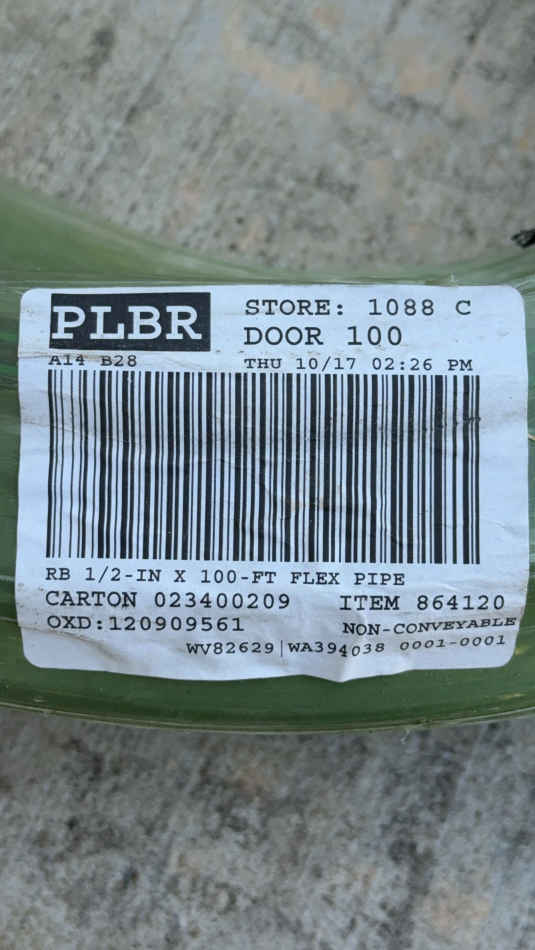 PLBR
STORE: 1088 C
DOOR 100
A14 B28
THU 10/17 02:26 PM
RB 1/2-IN X 100-FT FLEX PIPE
CARTON 023400209 ITEM 864120
OXD:120909561 NON-CONVEYABLE
WV82629|WA394038 0001-0001